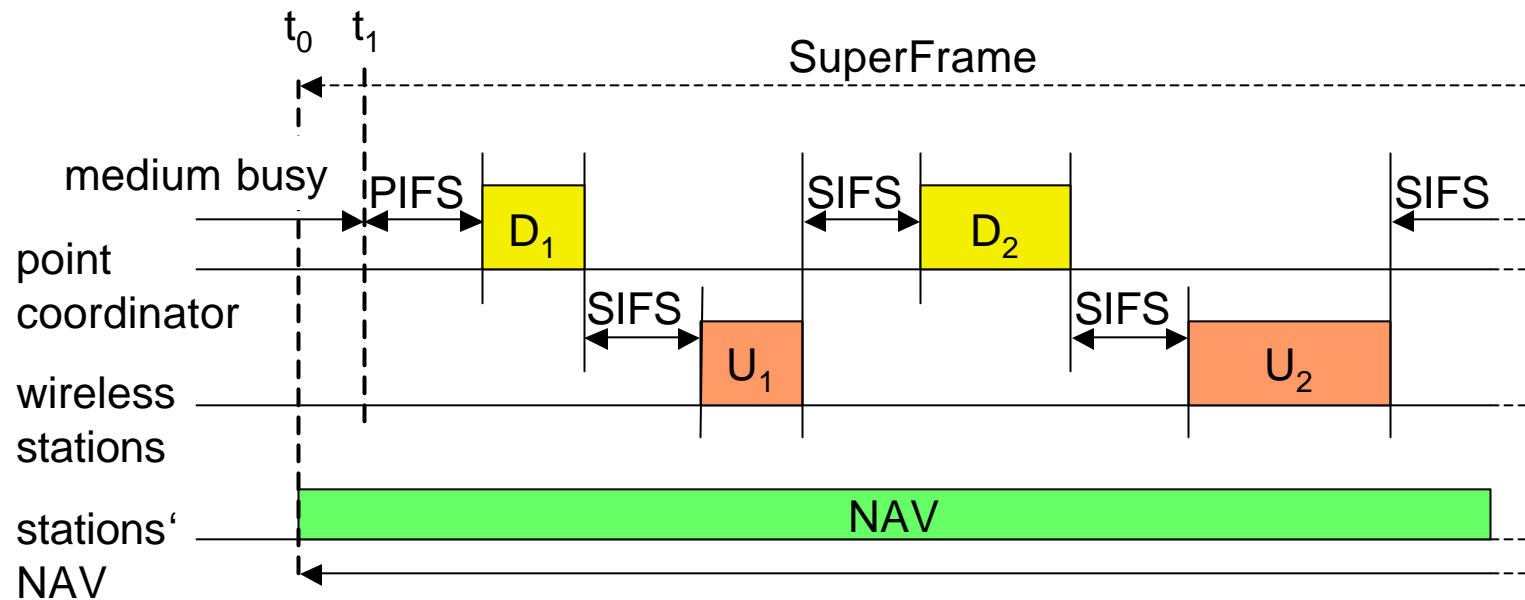 t₀ t₁
SuperFrame
medium busy
PIFS SIFS SIFS
D₁ D₂
point
coordinator
SIFS SIFS
U₁ U₂
wireless
stations
NAV
stations‘
NAV